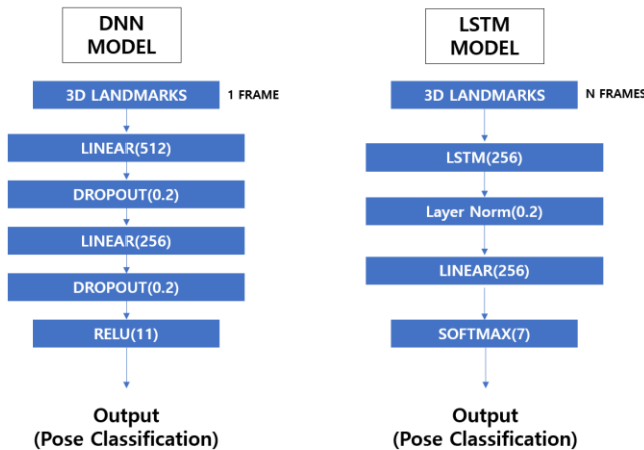 DNN
MODEL
3D LANDMARKS
1 FRAME
LINEAR(512)
DROPOUT(0.2)
LINEAR(256)
DROPOUT(0.2)
RELU(11)
Output
(Pose Classification)
LSTM
MODEL
3D LANDMARKS
N FRAMES
LSTM(256)
Layer Norm(0.2)
LINEAR(256)
SOFTMAX(7)
Output
(Pose Classification)